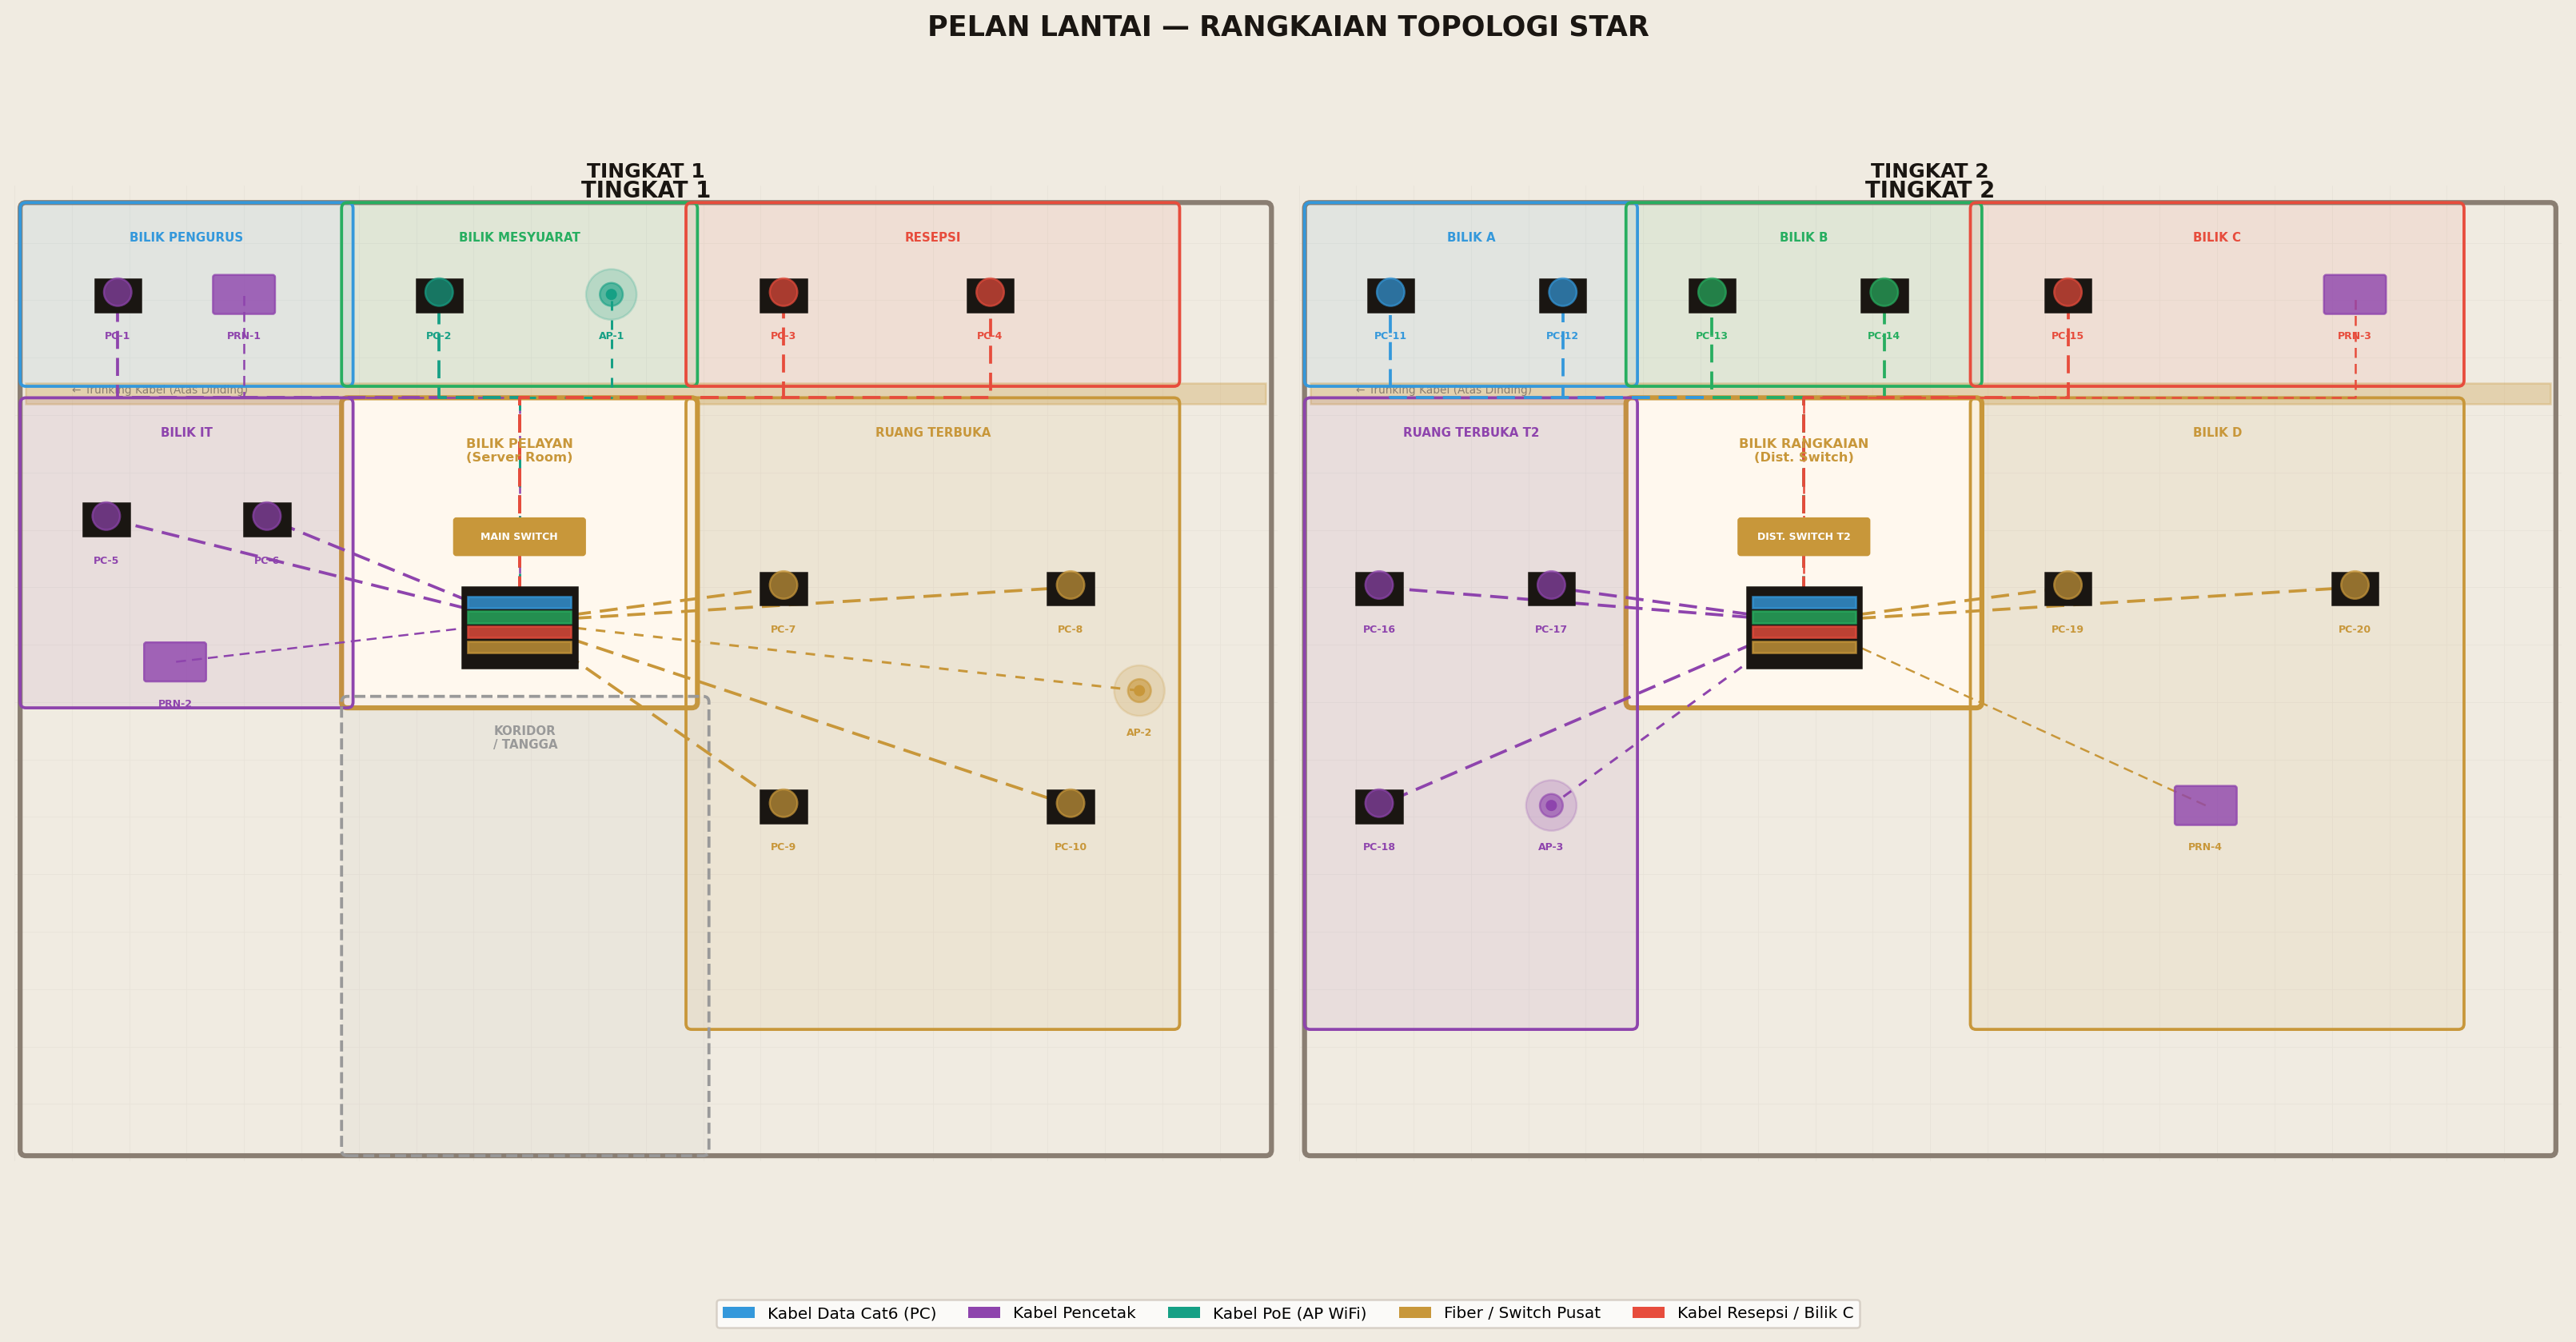 PELAN LANTAI — RANGKAIAN TOPOLOGI STAR
TINGKAT 1
TINGKAT 1
BILIK PENGURUS
BILIK MESYUARAT
RESEPSI
PC-1
PRN-1
PC-2
AP-1
PC-3
PC-4
← Trunking Kabel (Atas Dinding)
BILIK IT
BILIK PELAYAN
(Server Room)
RUANG TERBUKA
MAIN SWITCH
PC-5
PC-6
PC-7
PC-8
PRN-2
AP-2
KORIDOR
/ TANGGA
PC-9
PC-10
TINGKAT 2
TINGKAT 2
BILIK A
BILIK B
BILIK C
PC-11
PC-12
PC-13
PC-14
PC-15
PRN-3
← Trunking Kabel (Atas Dinding)
RUANG TERBUKA T2
BILIK RANGKAIAN
(Dist. Switch)
BILIK D
DIST. SWITCH T2
PC-16
PC-17
PC-19
PC-20
PC-18
AP-3
PRN-4
Kabel Data Cat6 (PC)
Kabel Pencetak
Kabel PoE (AP WiFi)
Fiber / Switch Pusat
Kabel Resepsi / Bilik C